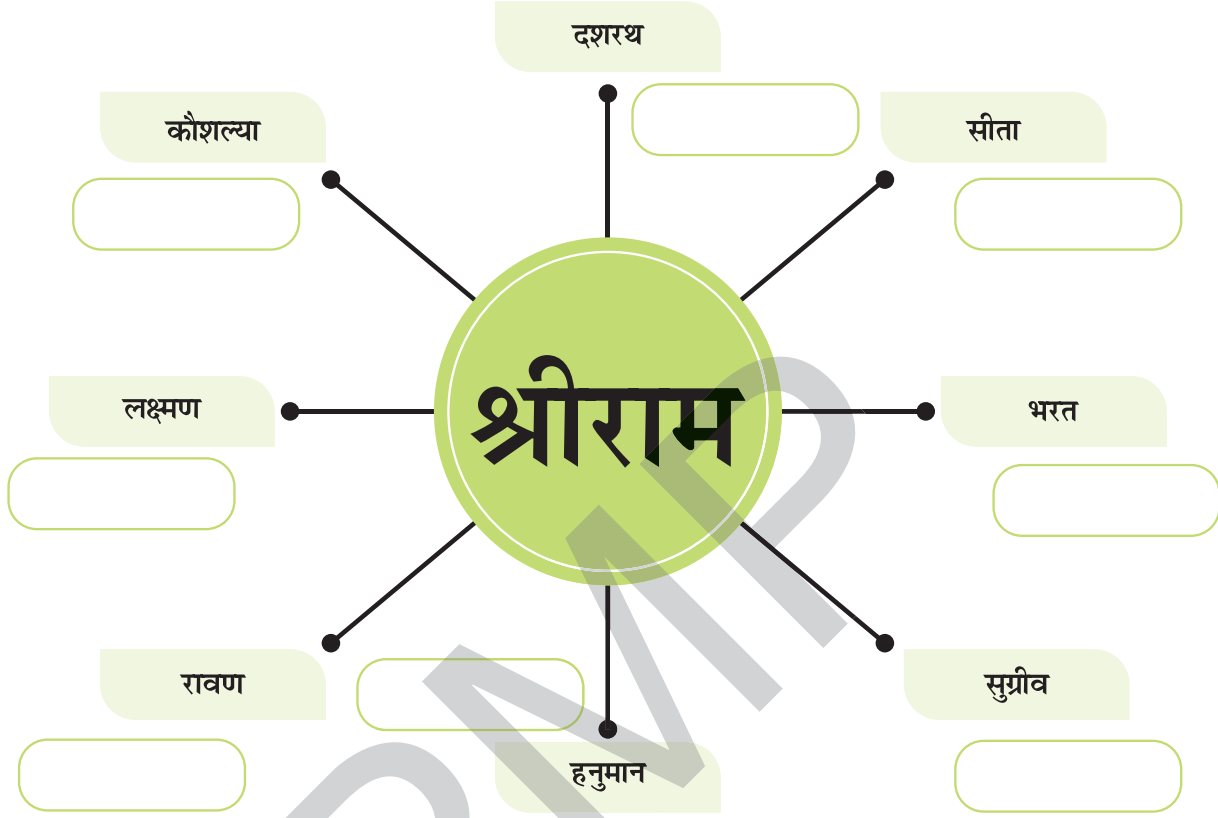 दशरथ
कौशल्या
सीता
श्रीराम
लक्ष्मण
भरत
रावण
सुग्रीव
हनुमान